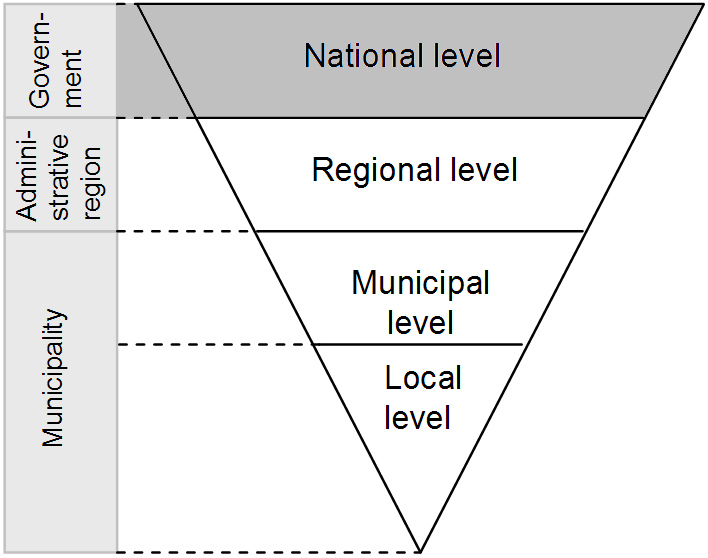 Govern-
ment
National level
Admini-
strative
region
Regional level
Municipality
Municipal
level
Local
level